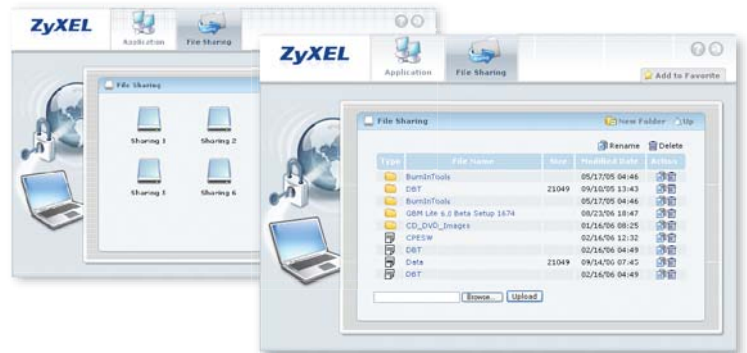 ZyXEL
Application File Sharing
File Sharing
Sharing 1 Sharing 2
Sharing 5 Sharing 6
ZyXEL
Application File Sharing
Add to Favorite
File Sharing New Folder Up
Rename Delete
Type File Name Size Modified Date Action
BurnInTools 05/17/05 04:46
DBT 21049 09/10/05 13:43
BurnInTools 05/17/05 04:46
GBM Lite 6.0 Beta Setup 1674 08/23/06 18:47
CD_DVD_Images 01/16/06 08:25
CPESW 02/16/06 12:32
DBT 02/16/06 04:49
Data 21049 09/14/06 07:45
DBT 02/16/06 04:49
Browse... Upload